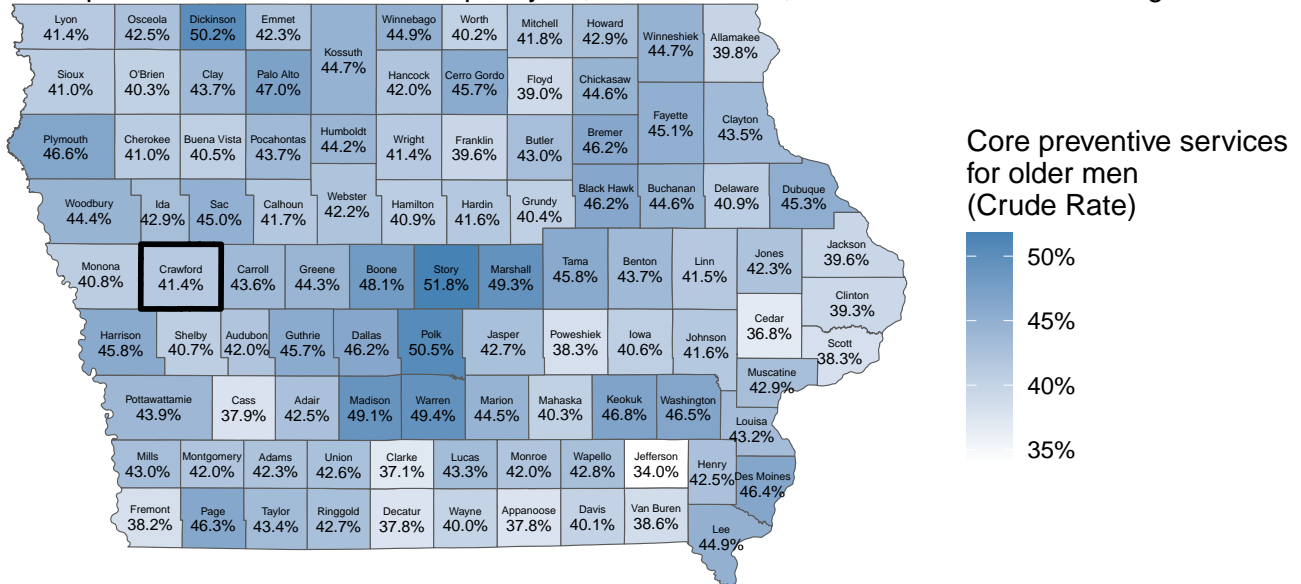 Lyon Osceola Dickinson Emmet Kossuth Winnebago Worth Mitchell Howard Winneshiek Allamakee
41.4% 42.5% 50.2% 42.3% 44.7% 44.9% 40.2% 41.8% 42.9% 44.7% 39.8%
Sioux O'Brien Clay Palo Alto Hancock Cerro Gordo Floyd Chickasaw
41.0% 40.3% 43.7% 47.0% 42.0% 45.7% 39.0% 44.6%
Plymouth Cherokee Buena Vista Pocahontas Humboldt Wright Franklin Butler Bremer Fayette Clayton
46.6% 41.0% 40.5% 43.7% 44.2% 41.4% 39.6% 43.0% 46.2% 45.1% 43.5%
Woodbury Ida Sac Calhoun Webster Hamilton Hardin Grundy Black Hawk Buchanan Delaware Dubuque
44.4% 42.9% 45.0% 41.7% 42.2% 40.9% 41.6% 40.4% 46.2% 44.6% 40.9% 45.3%
Monona Crawford Carroll Greene Boone Story Marshall Tama Benton Linn Jones Jackson
40.8% 41.4% 43.6% 44.3% 48.1% 51.8% 49.3% 45.8% 43.7% 41.5% 42.3% 39.6%
Clinton
39.3%
Harrison Shelby Audubon Guthrie Dallas Polk Jasper Poweshiek Iowa Johnson Cedar Scott
45.8% 40.7% 42.0% 45.7% 46.2% 50.5% 42.7% 38.3% 40.6% 41.6% 36.8% 38.3%
Muscatine
42.9%
Pottawattamie Cass Adair Madison Warren Marion Mahaska Keokuk Washington Louisa
43.9% 37.9% 42.5% 49.1% 49.4% 44.5% 40.3% 46.8% 46.5% 43.2%
Mills Montgomery Adams Union Clarke Lucas Monroe Wapello Jefferson Henry Des Moines
43.0% 42.0% 42.3% 42.6% 37.1% 43.3% 42.0% 42.8% 34.0% 42.5% 46.4%
Fremont Page Taylor Ringgold Decatur Wayne Appanoose Davis Van Buren Lee
38.2% 46.3% 43.4% 42.7% 37.8% 40.0% 37.8% 40.1% 38.6% 44.9%
Core preventive services
for older men
(Crude Rate)
50%
45%
40%
35%